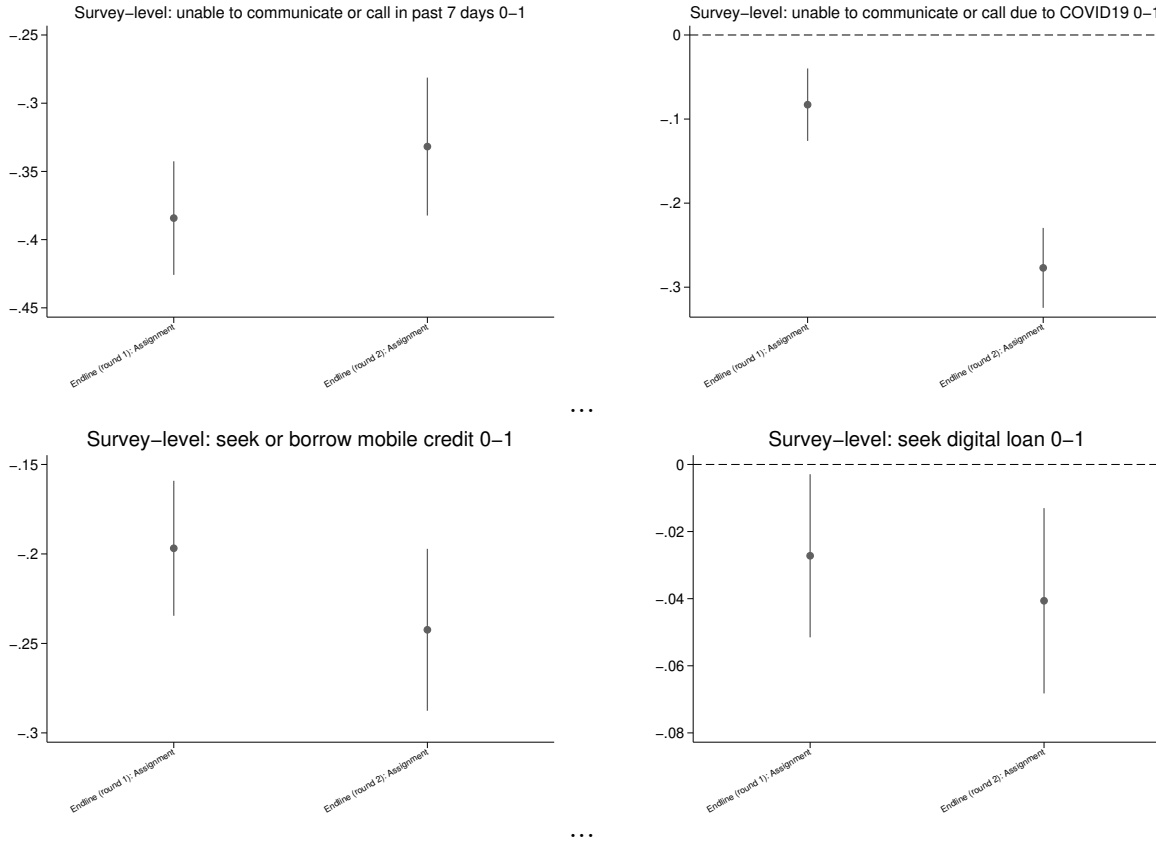 Survey–level: unable to communicate or call in past 7 days 0–1
–.25
–.3
–.35
–.4
–.45
Endline (round 1): Assignment
Endline (round 2): Assignment
Survey–level: unable to communicate or call due to COVID19 0–1
0
–.1
–.2
–.3
Endline (round 1): Assignment
Endline (round 2): Assignment
...
Survey–level: seek or borrow mobile credit 0–1
–.15
–.2
–.25
–.3
Endline (round 1): Assignment
Endline (round 2): Assignment
Survey–level: seek digital loan 0–1
0
–.02
–.04
–.06
–.08
Endline (round 1): Assignment
Endline (round 2): Assignment
...